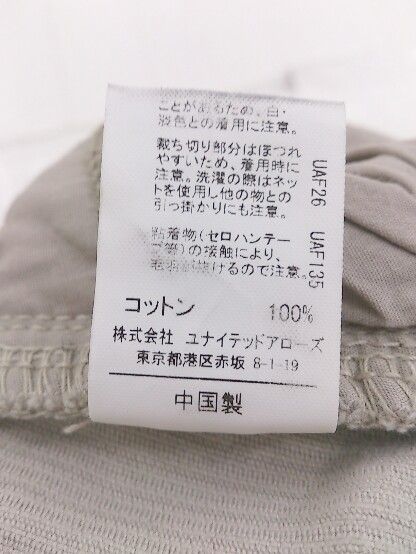 ことがあるため、白・
淡色との着用に注意。
裁ち切り部分はほつれ
やすいため、着用時に
注意。洗濯の際はネッ
トを使用し他の物との
引っ掛かりにも注意。
粘着物(セロハンテー
プ等)の接触により、
けるので注意。
UAF26 UAF135
コットン 100%
株式会社 ユナイテッドアローズ
東京都港区赤坂 8-1-19
中国製